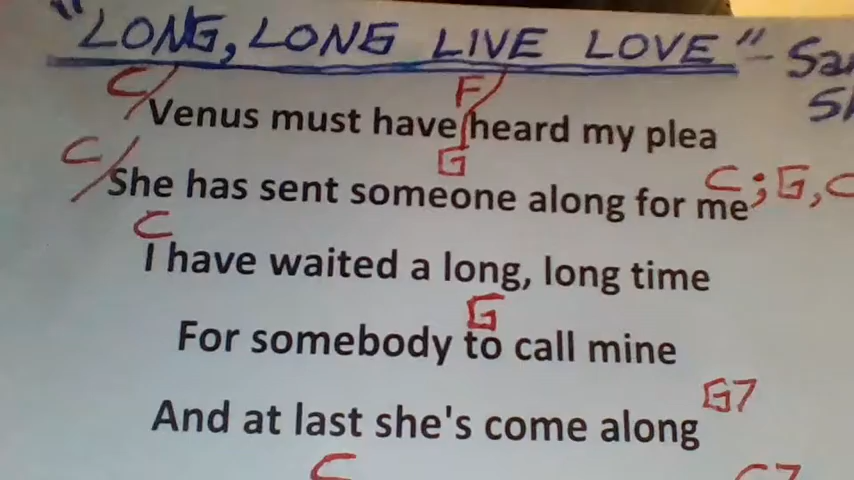 "LONG, LONG LIVE LOVE" -
C F
Venus must have heard my plea
C G C ; G, C
She has sent someone along for me
C
I have waited a long, long time
G
For somebody to call mine
G7
And at last she's come along
C C7